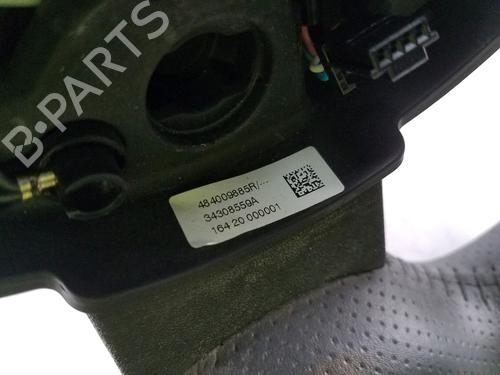 B-PARTS
484009885R/---
34308559A
164 20 000001